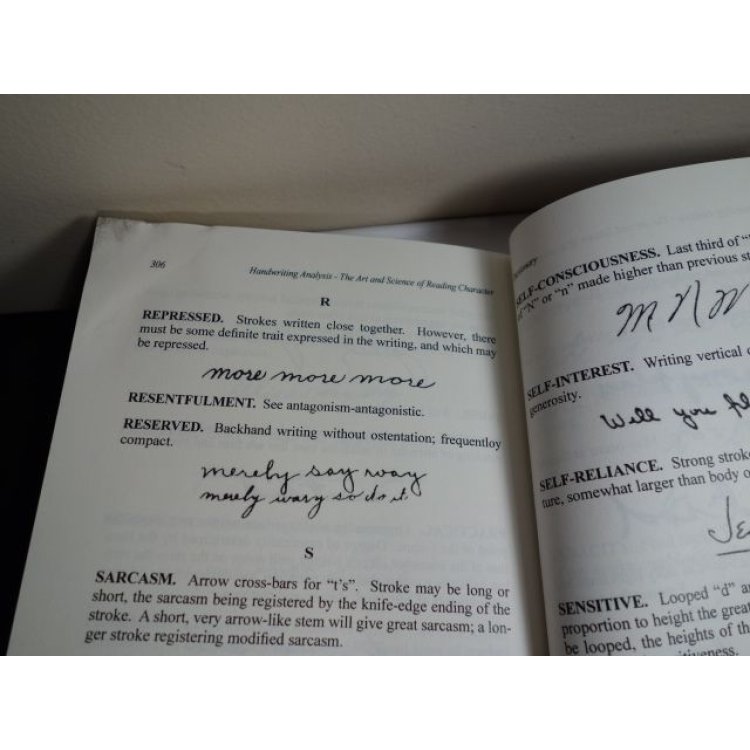 306
Handwriting Analysis - The Art and Science of Reading Character
R
REPRESSED. Strokes written close together. However, there
must be some definite trait expressed in the writing, and which may
be repressed.
more more more
RESENTFULMENT. See antagonism-antagonistic.
RESERVED. Backhand writing without ostentation; frequentloy
compact.
merely say way
merely wary so do it.
S
SARCASM. Arrow cross-bars for "t's". Stroke may be long or
short, the sarcasm being registered by the knife-edge ending of the
stroke. A short, very arrow-like stem will give great sarcasm; a lon-
ger stroke registering modified sarcasm.
SELF-CONSCIOUSNESS. Last third of
"N" or "n" made higher than previous
M N
SELF-INTEREST. Writing vertical
generosity.
Will you
SELF-RELIANCE. Strong
ture, somewhat larger than body
SENSITIVE. Looped "d"
proportion to height the
be looped, the heights of